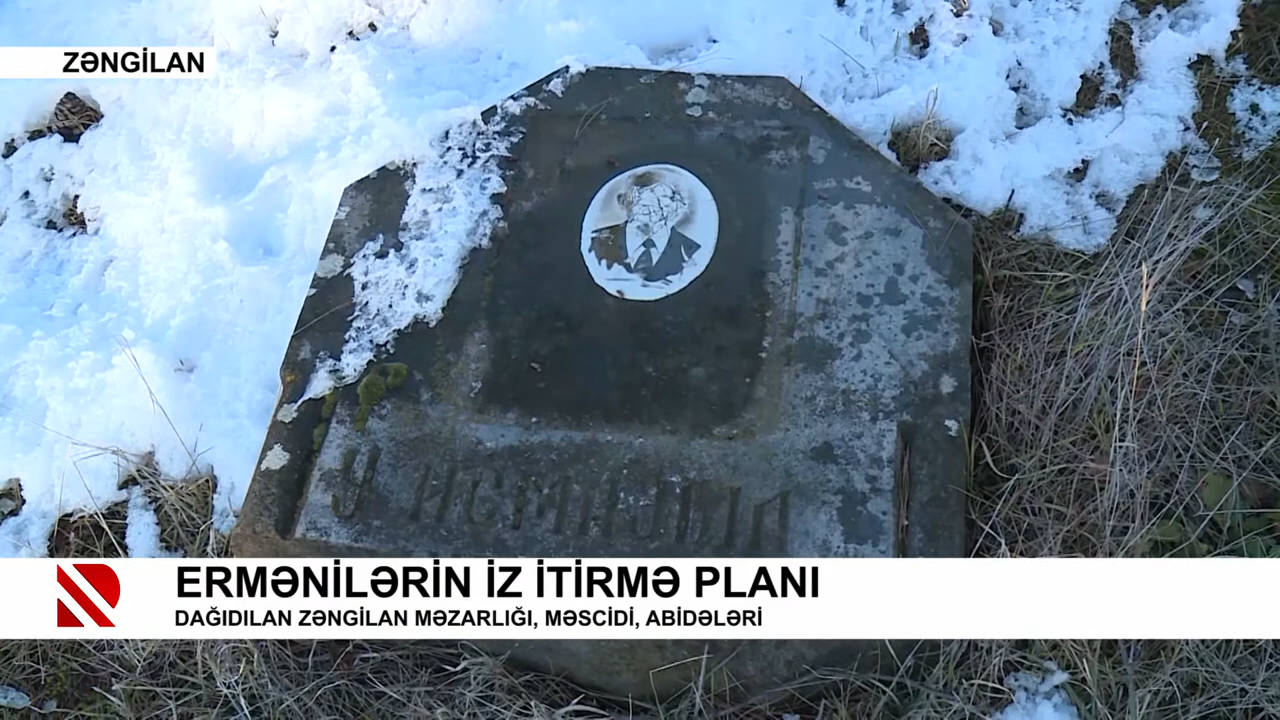 ZƏNGİLAN
ERMƏNİLƏRİN İZ İTİRMƏ PLANI
DAĞIDILAN ZƏNGİLAN MƏZARLIĞI, MƏSCİDİ, ABİDƏLƏRİ